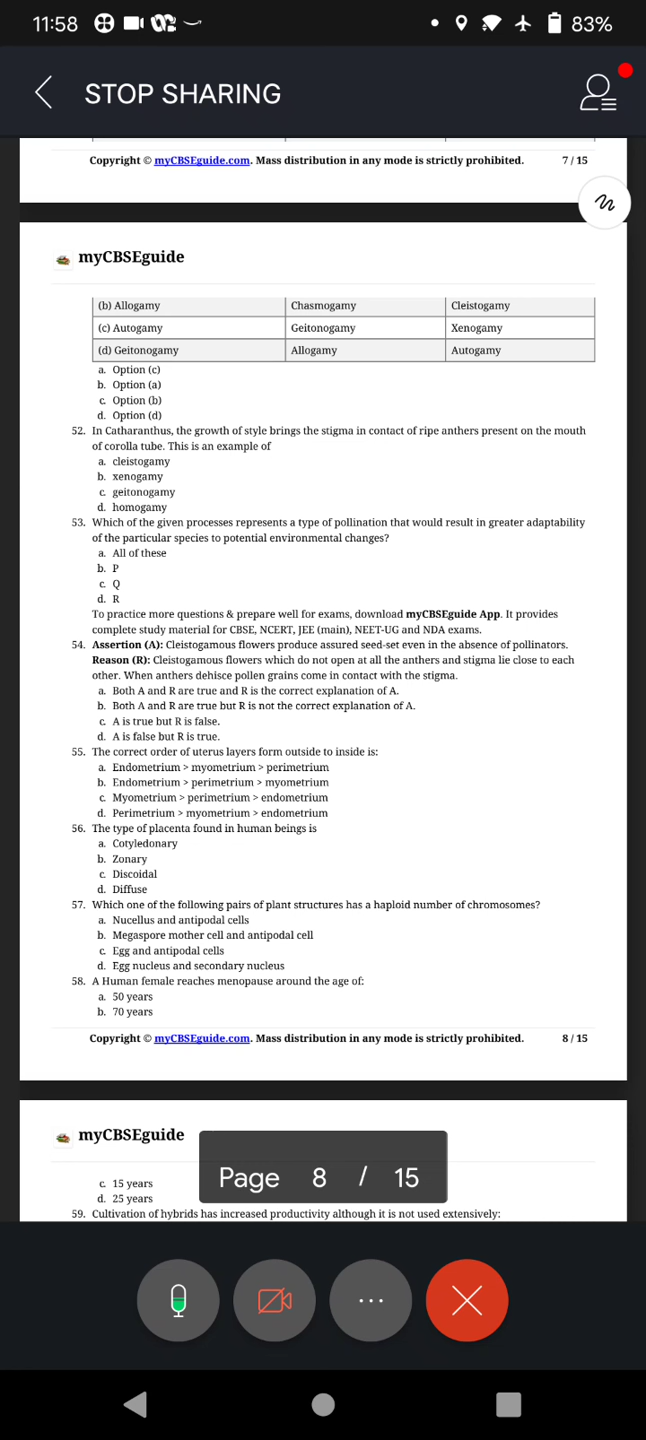 11:58 83%
STOP SHARING
Copyright © myCBSEguide.com. Mass distribution in any mode is strictly prohibited. 7 / 15
myCBSEguide
(b) Allogamy Chasmogamy Cleistogamy
(c) Autogamy Geitonogamy Xenogamy
(d) Geitonogamy Allogamy Autogamy
a. Option (c)
b. Option (a)
c. Option (b)
d. Option (d)
52. In Catharanthus, the growth of style brings the stigma in contact of ripe anthers present on the mouth
of corolla tube. This is an example of
a. cleistogamy
b. xenogamy
c. geitonogamy
d. homogamy
53. Which of the given processes represents a type of pollination that would result in greater adaptability
of the particular species to potential environmental changes?
a. All of these
b. P
c. Q
d. R
To practice more questions & prepare well for exams, download myCBSEguide App. It provides
complete study material for CBSE, NCERT, JEE (main), NEET-UG and NDA exams.
54. Assertion (A): Cleistogamous flowers produce assured seed-set even in the absence of pollinators.
Reason (R): Cleistogamous flowers which do not open at all the anthers and stigma lie close to each
other. When anthers dehisce pollen grains come in contact with the stigma.
a. Both A and R are true and R is the correct explanation of A.
b. Both A and R are true but R is not the correct explanation of A.
c. A is true but R is false.
d. A is false but R is true.
55. The correct order of uterus layers form outside to inside is:
a. Endometrium > myometrium > perimetrium
b. Endometrium > perimetrium > myometrium
c. Myometrium > perimetrium > endometrium
d. Perimetrium > myometrium > endometrium
56. The type of placenta found in human beings is
a. Cotyledonary
b. Zonary
c. Discoidal
d. Diffuse
57. Which one of the following pairs of plant structures has a haploid number of chromosomes?
a. Nucellus and antipodal cells
b. Megaspore mother cell and antipodal cell
c. Egg and antipodal cells
d. Egg nucleus and secondary nucleus
58. A Human female reaches menopause around the age of:
a. 50 years
b. 70 years
Copyright © myCBSEguide.com. Mass distribution in any mode is strictly prohibited. 8 / 15
myCBSEguide
Page 8 / 15
c. 15 years
d. 25 years
59. Cultivation of hybrids has increased productivity although it is not used extensively: